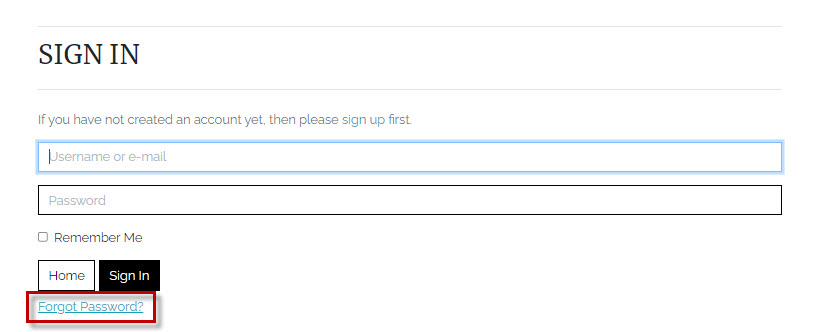 SIGN IN
If you have not created an account yet, then please sign up first.
Username or e-mail
Password
Remember Me
Home Sign In
Forgot Password?